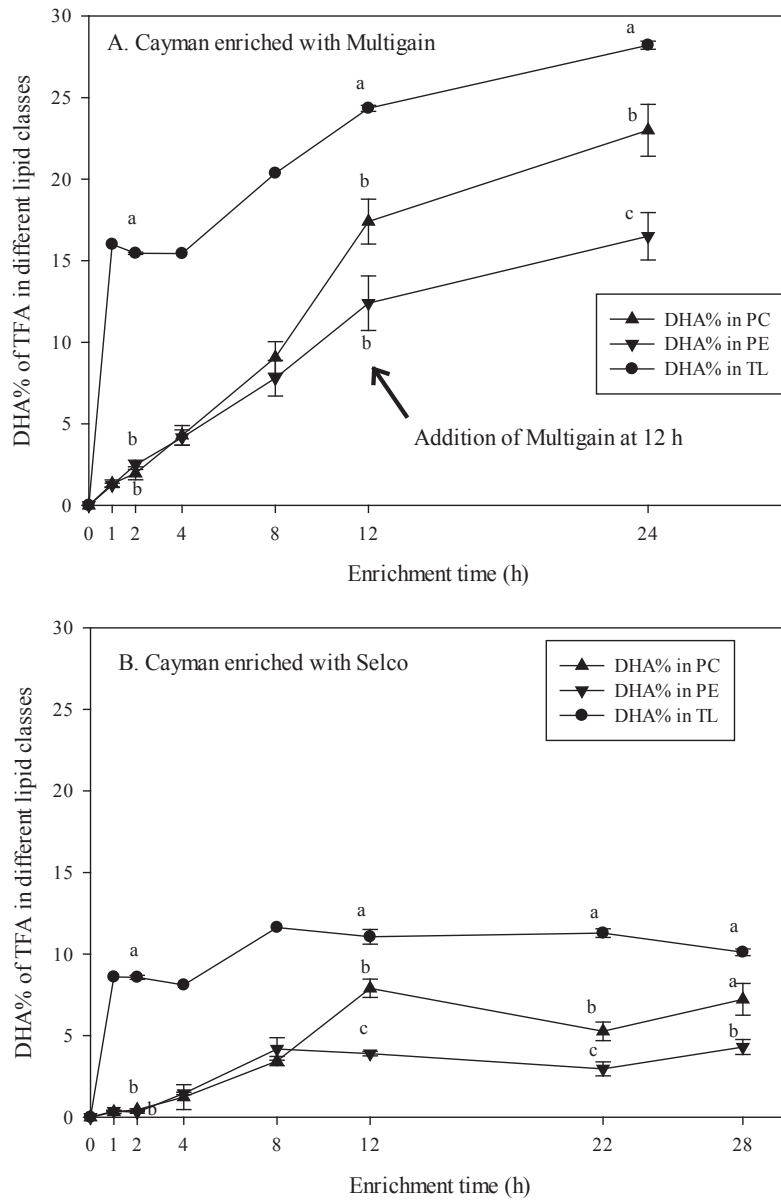 30
A. Cayman enriched with Multigain
a
a
25
b
20
b
c
a
15
DHA% of TFA in different lipid classes
DHA% in PC
DHA% in PE
DHA% in TL
10
b
5
Addition of Multigain at 12 h
b
b
0
0 1 2 4 8 12 24
Enrichment time (h)
30
B. Cayman enriched with Selco
DHA% in PC
DHA% in PE
DHA% in TL
25
20
15
DHA% of TFA in different lipid classes
a
a
a
a
10
b
a
b
5
c
c
b
b
b
0
0 1 2 4 8 12 22 28
Enrichment time (h)